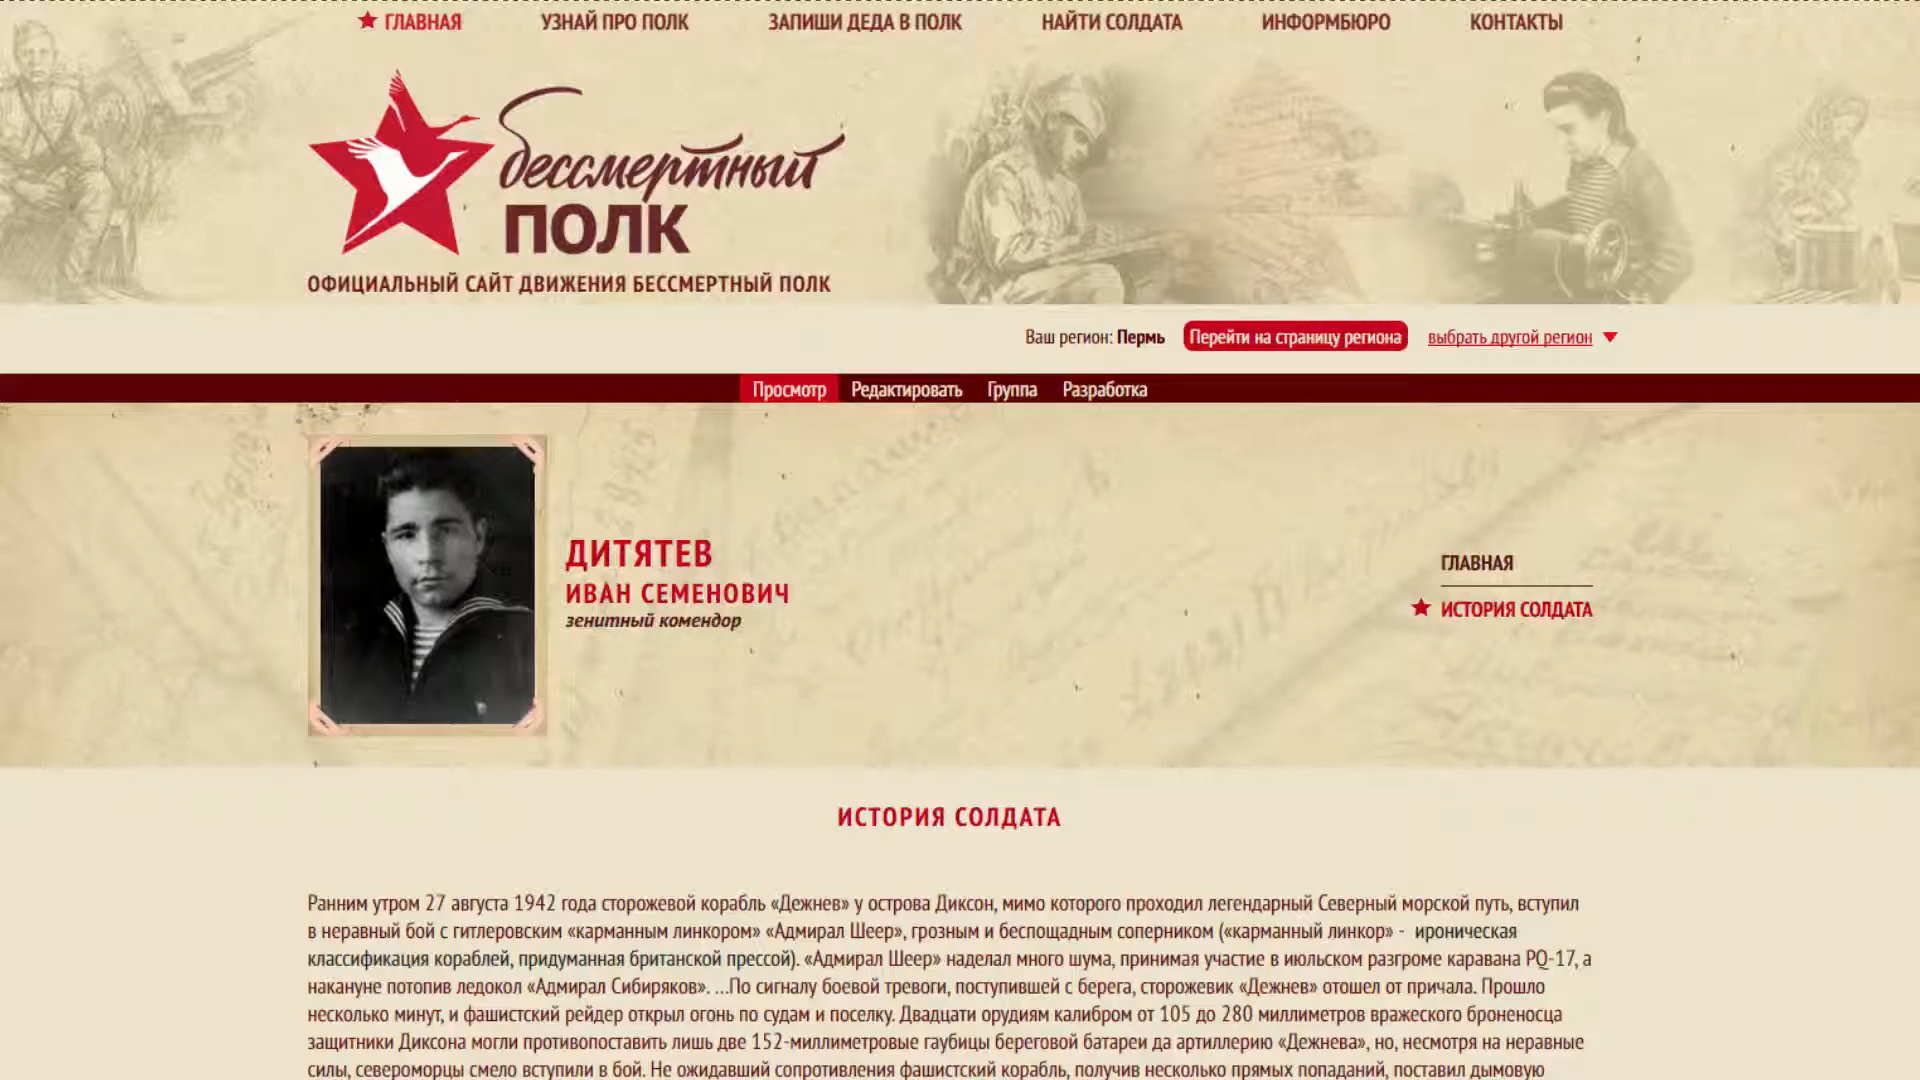 ГЛАВНАЯ УЗНАЙ ПРО ПОЛК ЗАПИШИ ДЕДА В ПОЛК НАЙТИ СОЛДАТА ИНФОРМБЮРО КОНТАКТЫ
бессмертный
ПОЛК
ОФИЦИАЛЬНЫЙ САЙТ ДВИЖЕНИЯ БЕССМЕРТНЫЙ ПОЛК
Ваш регион: Пермь Перейти на страницу региона выбрать другой регион
Просмотр Редактировать Группа Разработка
ДИТЯТЕВ
ИВАН СЕМЕНОВИЧ
зенитный комендор
ГЛАВНАЯ
ИСТОРИЯ СОЛДАТА
ИСТОРИЯ СОЛДАТА
Ранним утром 27 августа 1942 года сторожевой корабль «Дежнев» у острова Диксон, мимо которого проходил легендарный Северный морской путь, вступил
в неравный бой с гитлеровским «карманным линкором» «Адмирал Шеер», грозным и беспощадным соперником («карманный линкор» - ироническая
классификация кораблей, придуманная британской прессой). «Адмирал Шеер» наделал много шума, принимая участие в июльском разгроме каравана PQ-17, а
накануне потопив ледокол «Адмирал Сибиряков». ...По сигналу боевой тревоги, поступившей с берега, сторожевик «Дежнев» отошел от причала. Прошло
несколько минут, и фашистский рейдер открыл огонь по судам и поселку. Двадцати орудиям калибром от 105 до 280 миллиметров вражеского броненосца
защитники Диксона могли противопоставить лишь две 152-миллиметровые гаубицы береговой батареи да артиллерию «Дежнева», но, несмотря на неравные
силы, североморцы смело вступили в бой. Не ожидавший сопротивления фашистский корабль, получив несколько прямых попаданий, поставил дымовую